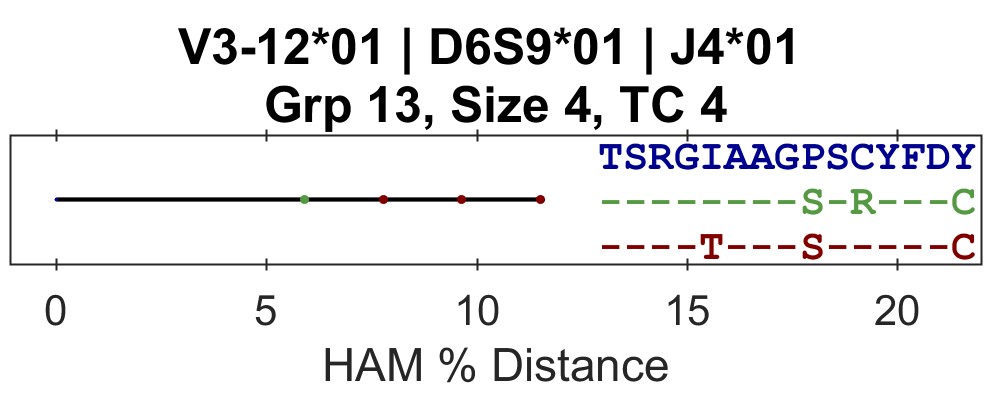 V3-12*01 | D6S9*01 | J4*01
Grp 13, Size 4, TC 4
TSRGIAAGPSCYFDY
--------S-R---C
----T---S-----C
0 5 10 15 20
HAM % Distance